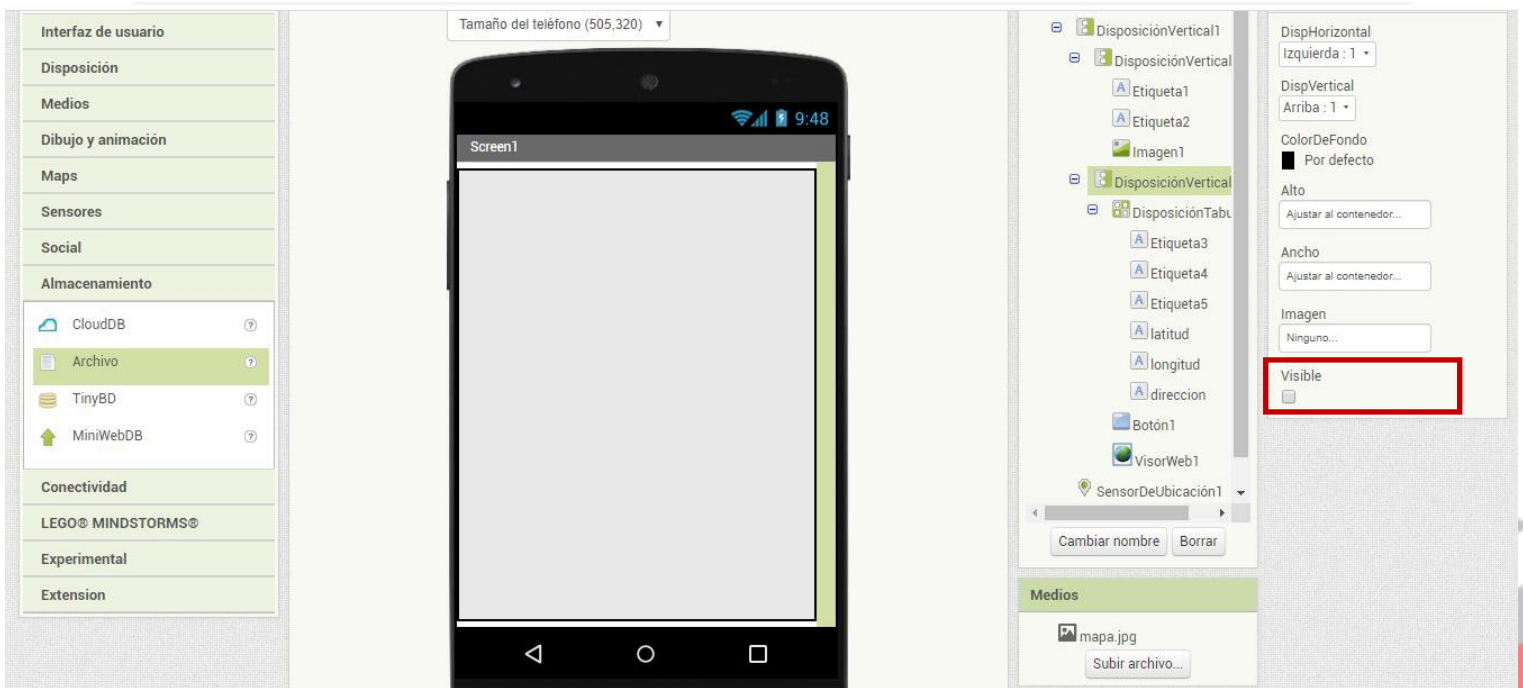 Interfaz de usuario
Disposición
Medios
Dibujo y animación
Maps
Sensores
Social
Almacenamiento
CloudDB
Archivo
TinyBD
MiniWebDB
Conectividad
LEGO® MINDSTORMS®
Experimental
Extension
Tamaño del teléfono (505,320)
9:48
Screen1
DisposiciónVertical1
DisposiciónVertical
Etiqueta1
Etiqueta2
Imagen1
DisposiciónVertical
DisposiciónTabu
Etiqueta3
Etiqueta4
Etiqueta5
latitud
longitud
direccion
Botón1
VisorWeb1
SensorDeUbicación1
Cambiar nombre Borrar
Medios
mapa.jpg
Subir archivo...
DispHorizontal
Izquierda : 1
DispVertical
Arriba : 1
ColorDeFondo
Por defecto
Alto
Ajustar al contenedor...
Ancho
Ajustar al contenedor...
Imagen
Ninguno...
Visible